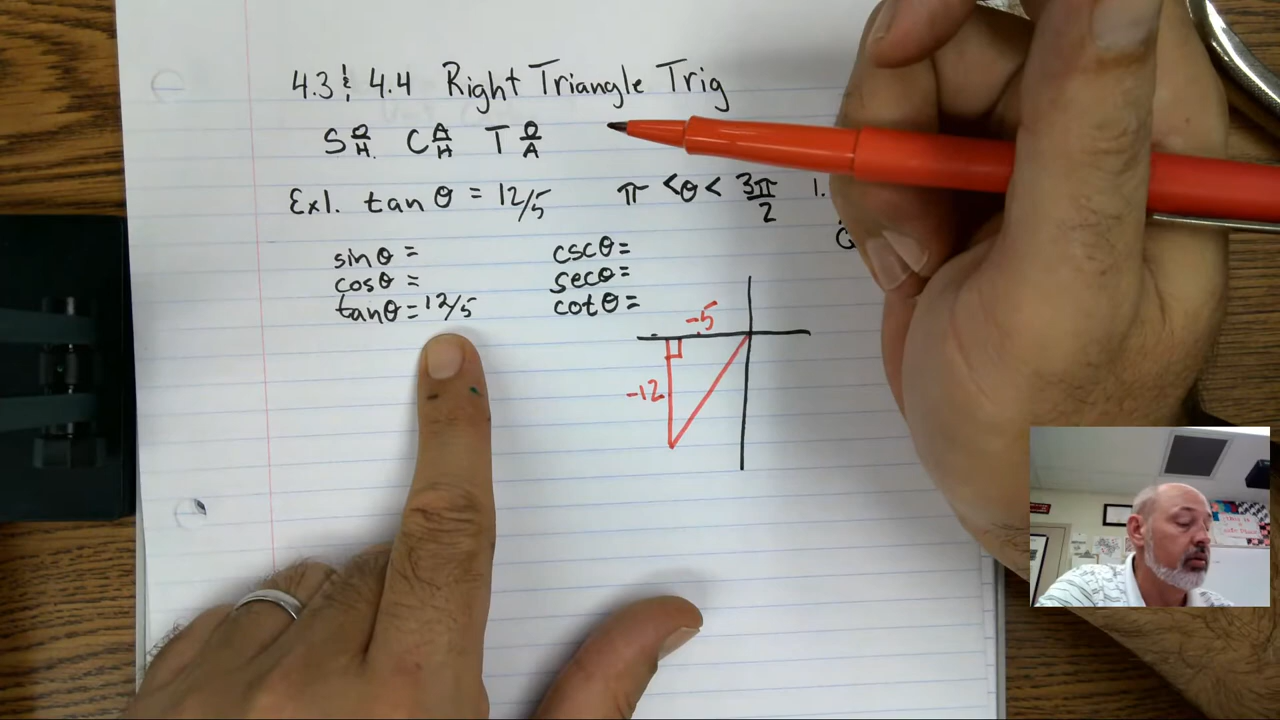 4.3 & 4.4 Right Triangle Trig
S O/H C A/H T O/A
Ex1. tan θ = 12/5 π < θ < 3π/2 1.
sin θ = csc θ =
cos θ = sec θ =
tan θ = 12/5 cot θ =
-5
-12